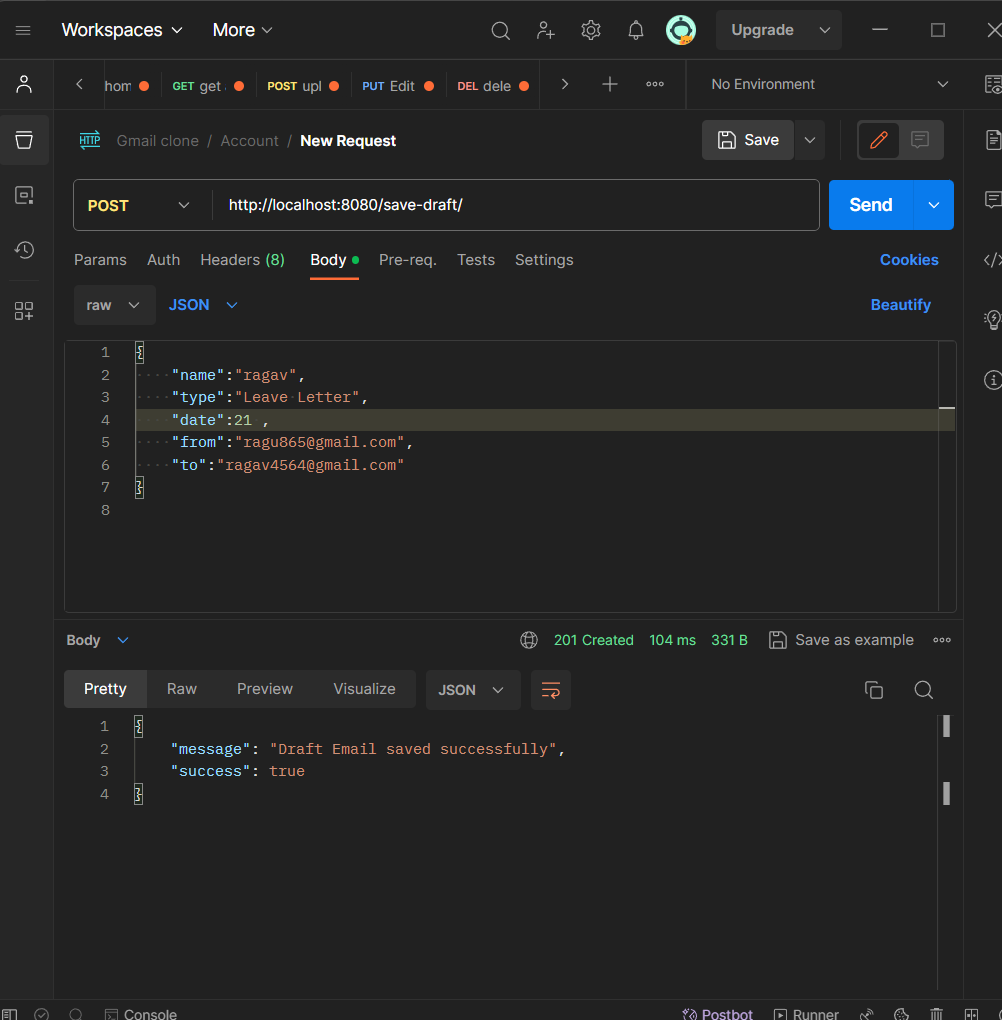 Workspaces More Upgrade
hom GET get POST upl PUT Edit DEL dele No Environment
HTTP Gmail clone / Account / New Request Save
POST http://localhost:8080/save-draft/ Send
Params Auth Headers (8) Body Pre-req. Tests Settings Cookies
raw JSON Beautify
1 {
2 "name":"ragav",
3 "type":"Leave Letter",
4 "date":21 ,
5 "from":"ragu865@gmail.com",
6 "to":"ragav4564@gmail.com"
7 }
8
Body 201 Created 104 ms 331 B Save as example
Pretty Raw Preview Visualize JSON
1 {
2 "message": "Draft Email saved successfully",
3 "success": true
4 }
Console Postbot Runner